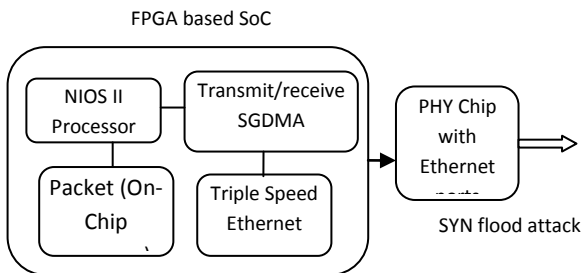 FPGA based SoC
NIOS II
Processor
Transmit/receive
SGDMA
Packet (On-
Chip
Triple Speed
Ethernet
PHY Chip
with
Ethernet
SYN flood attack